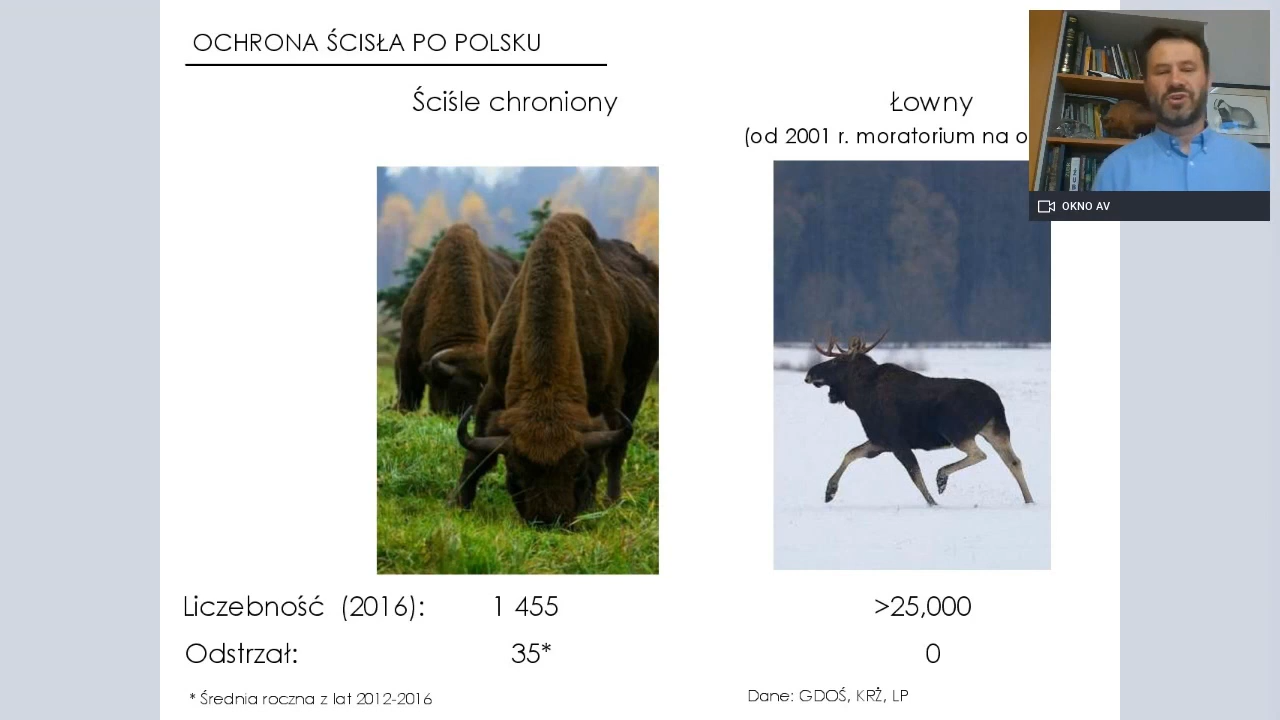 OCHRONA ŚCISŁA PO POLSKU
Ściśle chroniony
Łowny
(od 2001 r. moratorium na o
OKNO AV
Liczebność (2016): 1 455 >25,000
Odstrzał: 35* 0
* Średnia roczna z lat 2012-2016
Dane: GDOŚ, KRŻ, LP